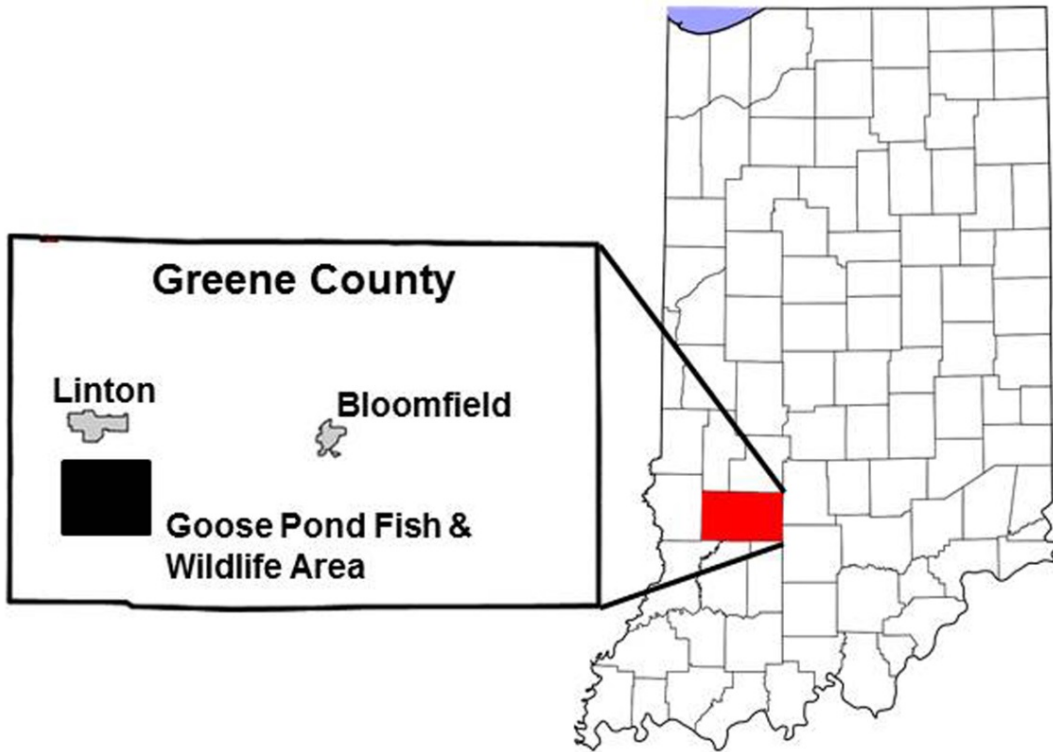 Greene County
Linton
Bloomfield
Goose Pond Fish &
Wildlife Area